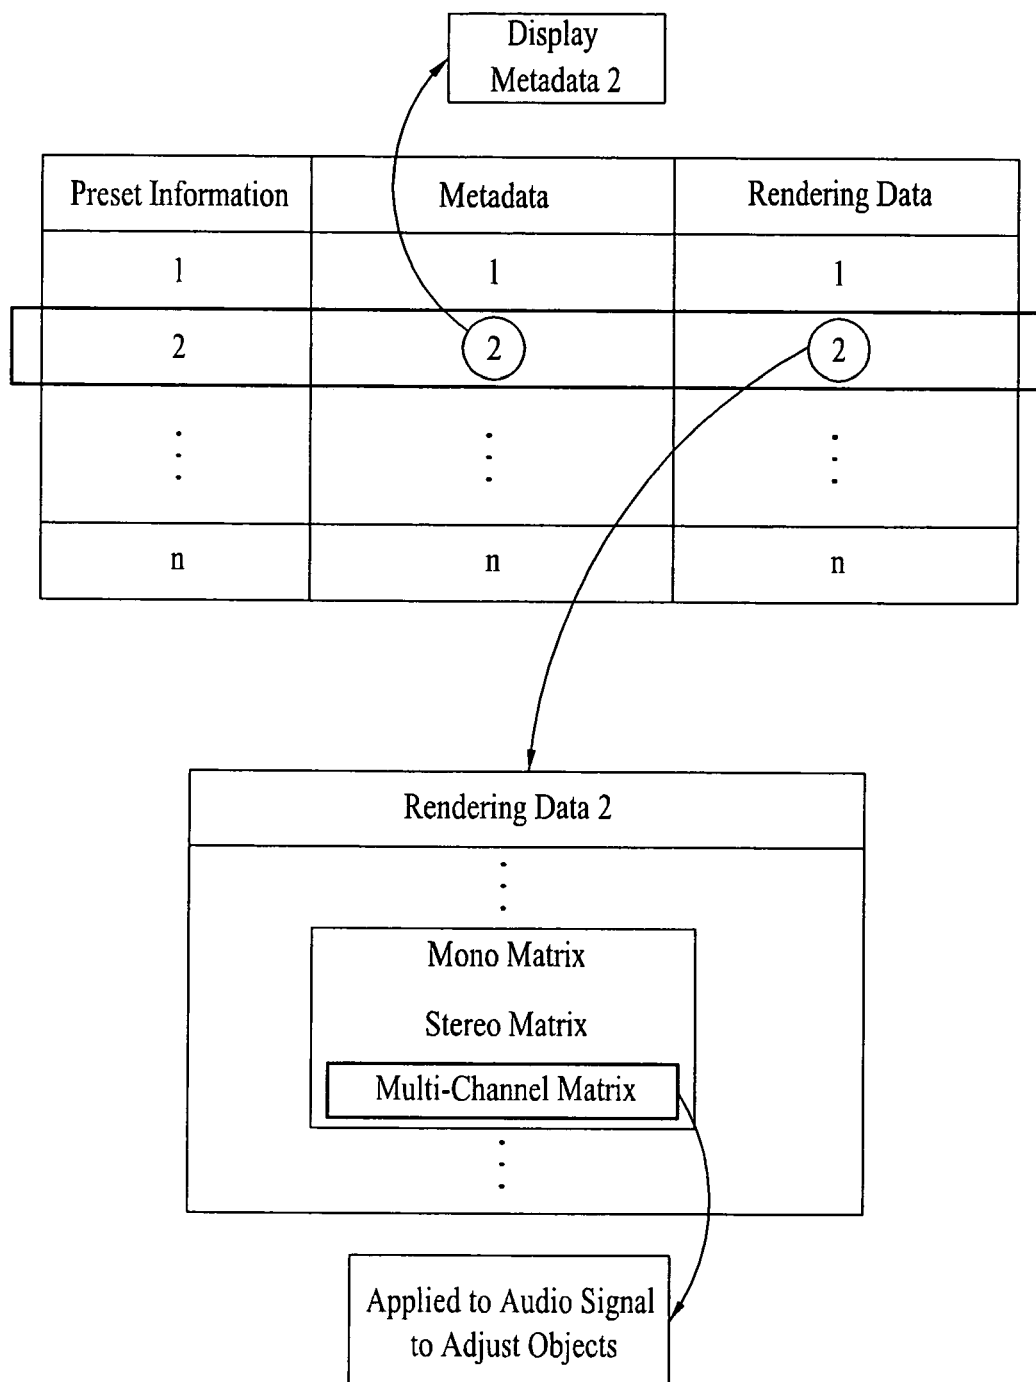 Display
Metadata 2
Preset Information Metadata Rendering Data
1 1 1
2 2 2
n n n
Rendering Data 2
Mono Matrix
Stereo Matrix
Multi-Channel Matrix
Applied to Audio Signal
to Adjust Objects